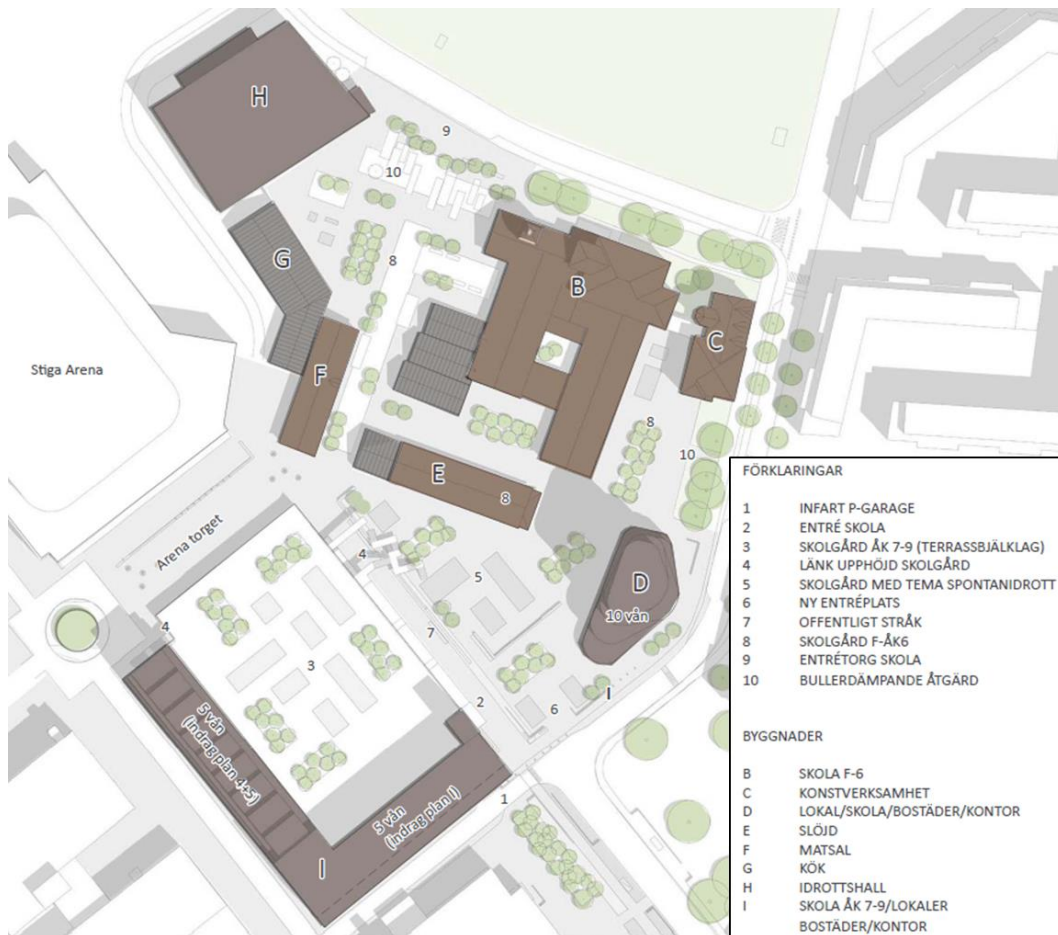 H
9
10
G
8
B
C
Stiga Arena
F
8
10
E
8
Arena torget
4
5
D
10 vån
7
4
3
2
6
I
5 vån
(indrag plan 4+5)
5 vån
(indrag plan I)
1
I
FÖRKLARINGAR
1 INFART P-GARAGE
2 ENTRÉ SKOLA
3 SKOLGÅRD ÅK 7-9 (TERRASSBJÄLKLAG)
4 LÄNK UPPHÖJD SKOLGÅRD
5 SKOLGÅRD MED TEMA SPONTANIDROTT
6 NY ENTRÉPLATS
7 OFFENTLIGT STRÅK
8 SKOLGÅRD F-ÅK6
9 ENTRÉTORG SKOLA
10 BULLERDÄMPANDE ÅTGÄRD
BYGGNADER
B SKOLA F-6
C KONSTVERKSAMHET
D LOKAL/SKOLA/BOSTÄDER/KONTOR
E SLÖJD
F MATSAL
G KÖK
H IDROTTSHALL
I SKOLA ÅK 7-9/LOKALER
BOSTÄDER/KONTOR